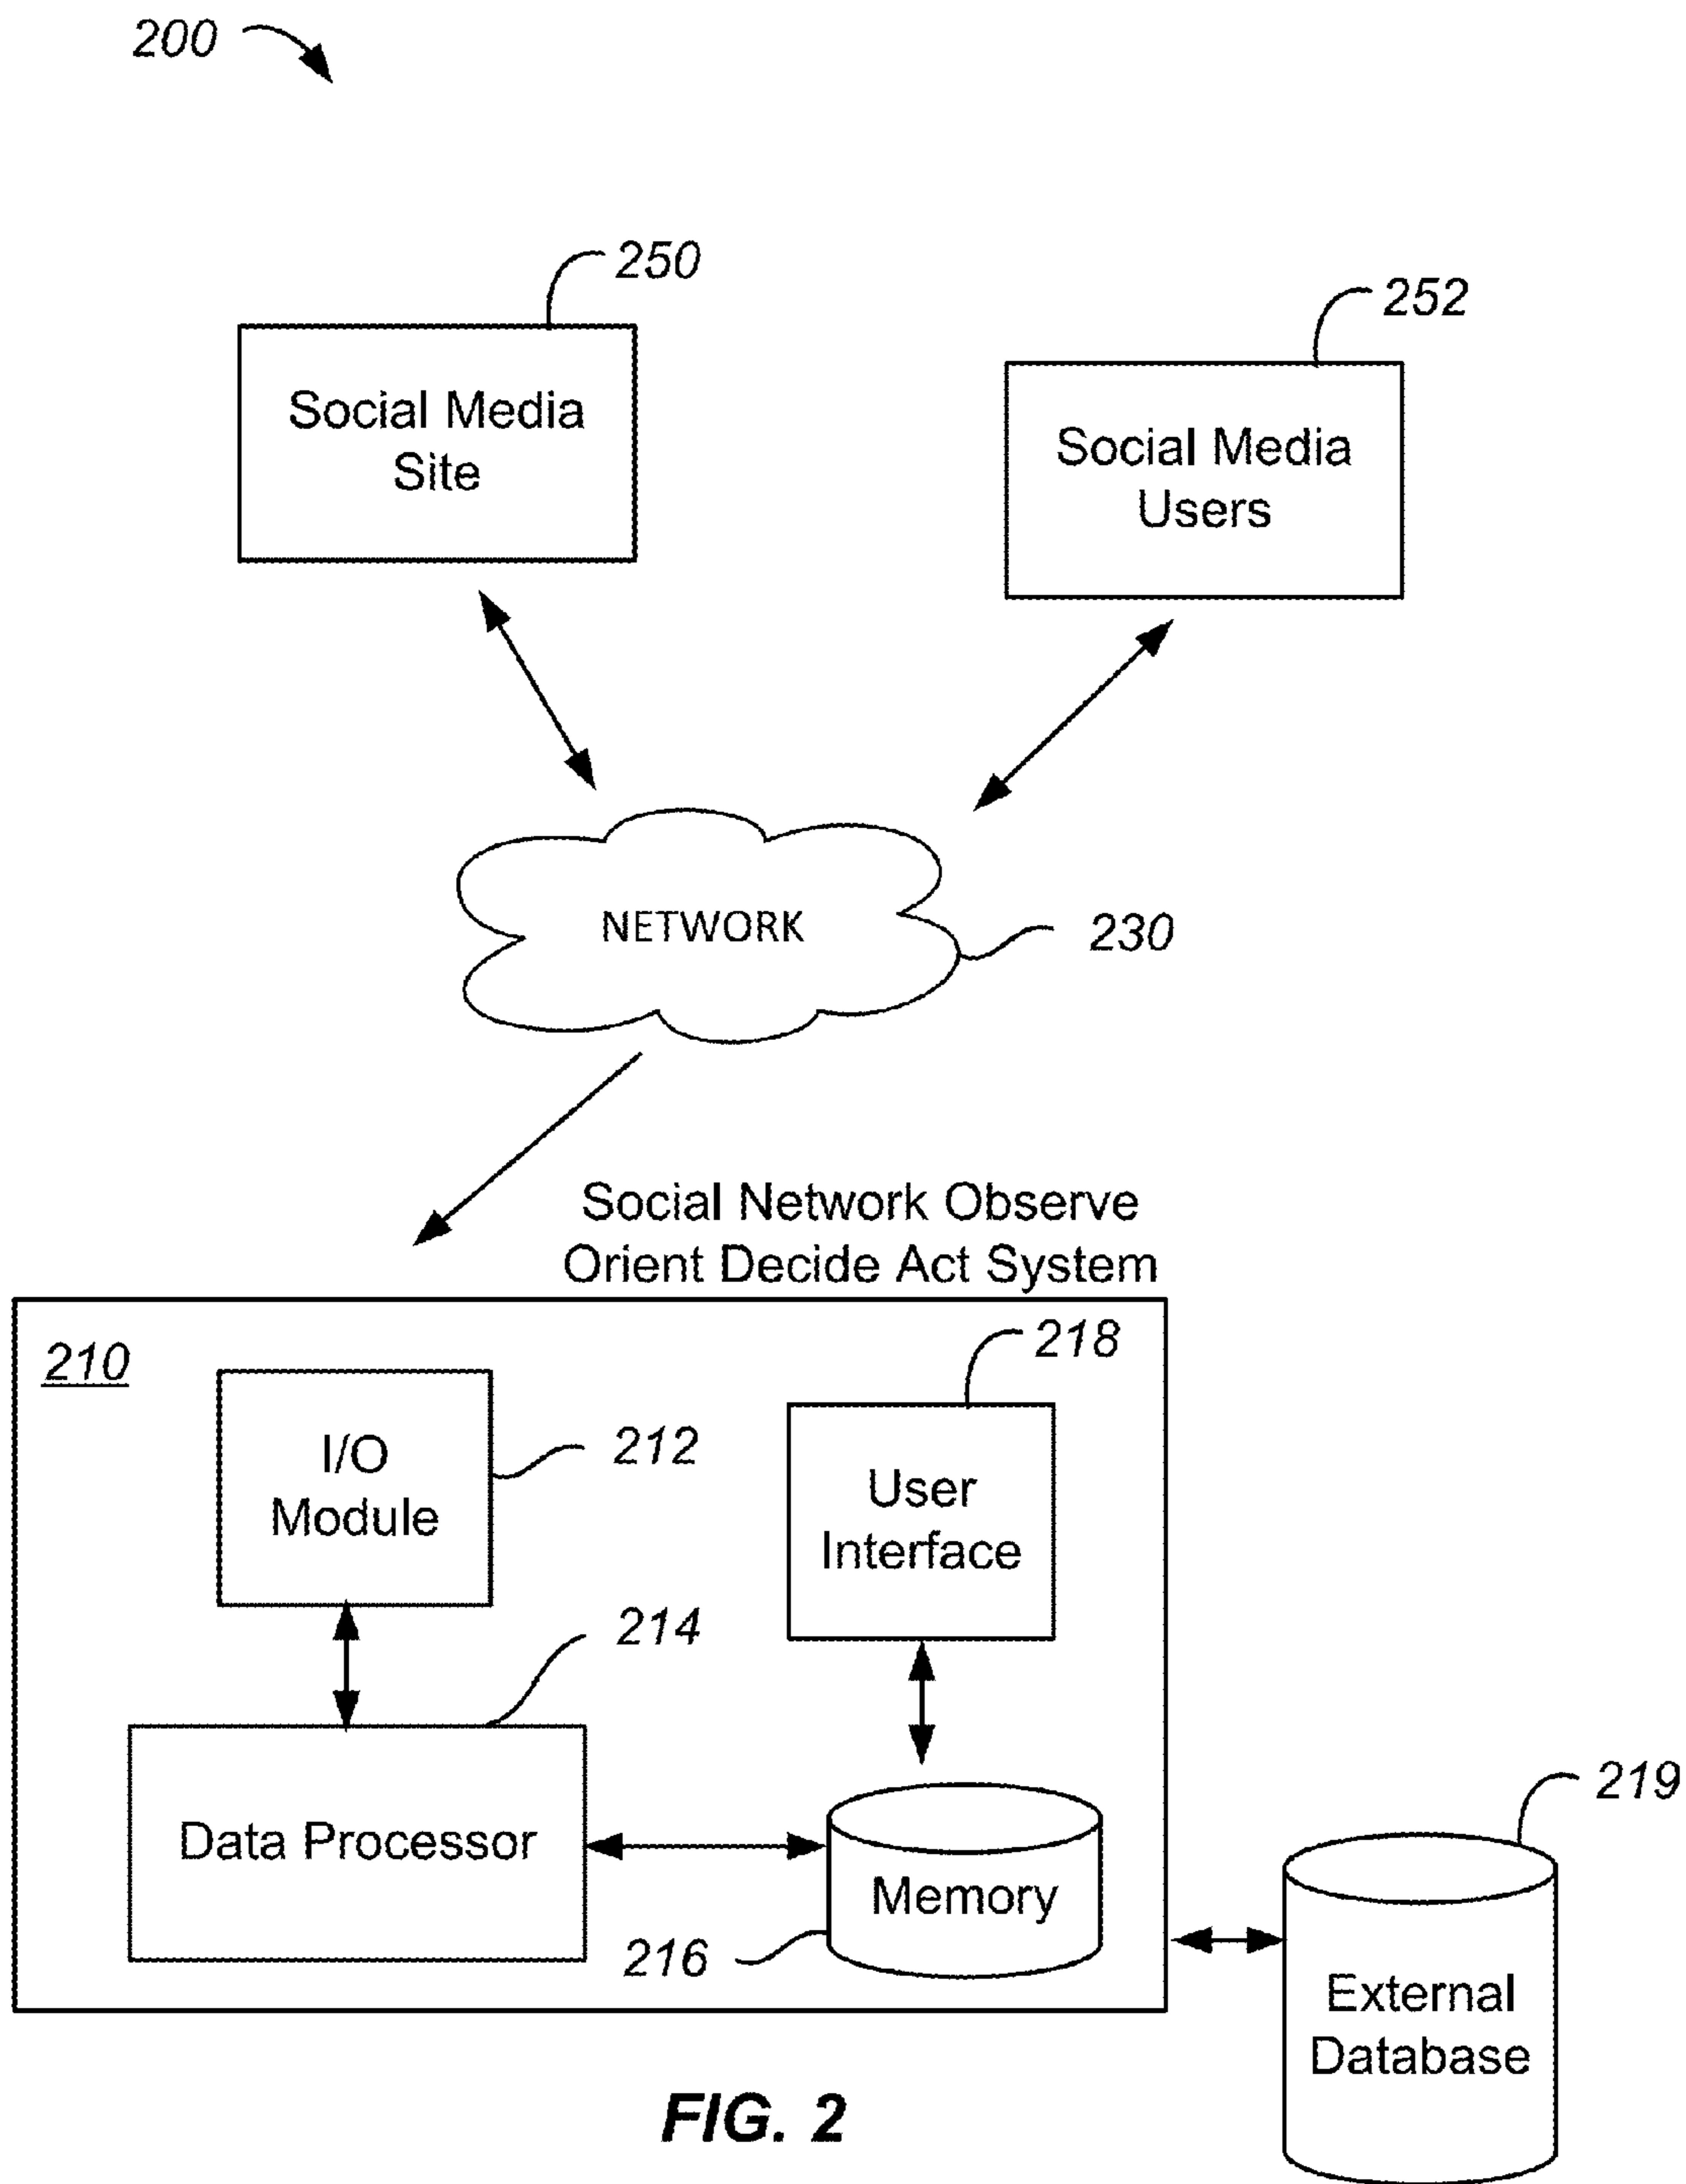 200
250
252
Social Media
Site
Social Media
Users
NETWORK
230
Social Network Observe
Orient Decide Act System
210
218
I/O
Module
212
User
Interface
214
Data Processor
Memory
216
219
External
Database
FIG. 2